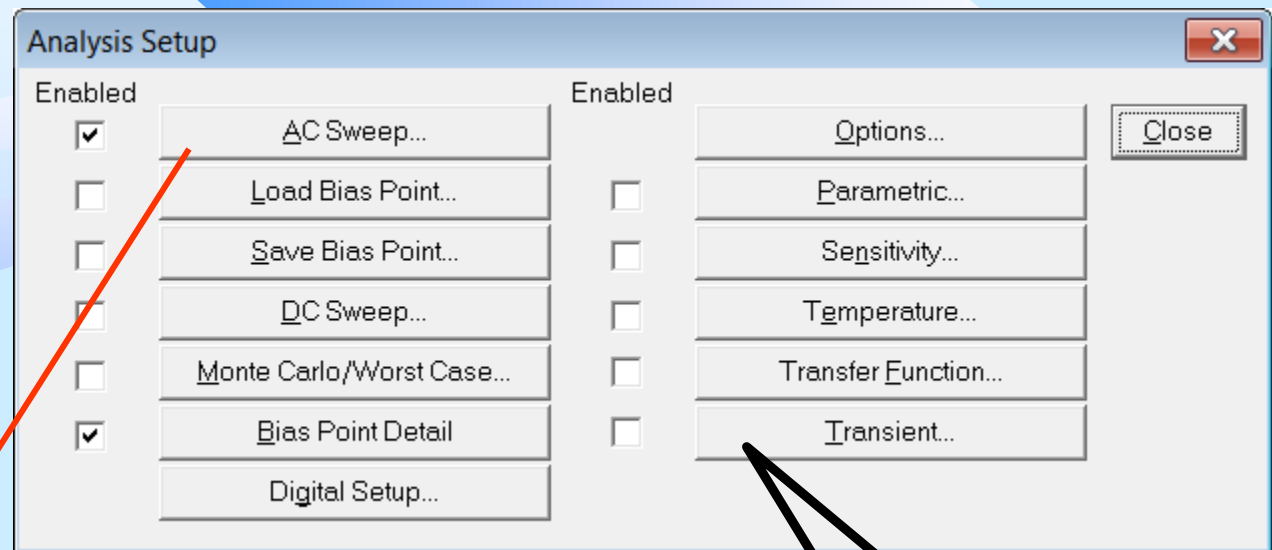 Analysis Setup
Enabled
AC Sweep...
Load Bias Point...
Save Bias Point...
DC Sweep...
Monte Carlo/Worst Case...
Bias Point Detail
Digital Setup...
Enabled
Options...
Parametric...
Sensitivity...
Temperature...
Transfer Function...
Transient...
Close